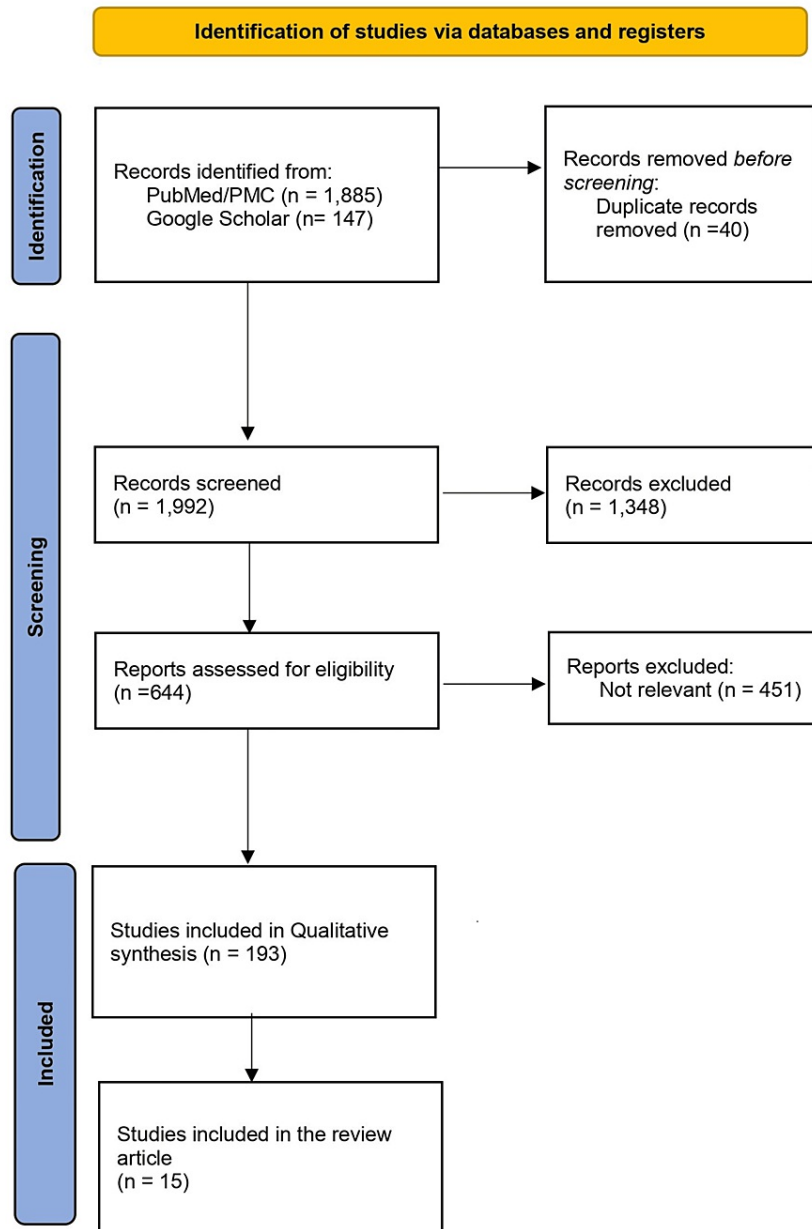 Identification of studies via databases and registers
Identification
Records identified from:
PubMed/PMC (n = 1,885)
Google Scholar (n= 147)
Records removed before
screening:
Duplicate records
removed (n =40)
Screening
Records screened
(n = 1,992)
Records excluded
(n = 1,348)
Reports assessed for eligibility
(n =644)
Reports excluded:
Not relevant (n = 451)
Included
Studies included in Qualitative
synthesis (n = 193)
Studies included in the review
article
(n = 15)